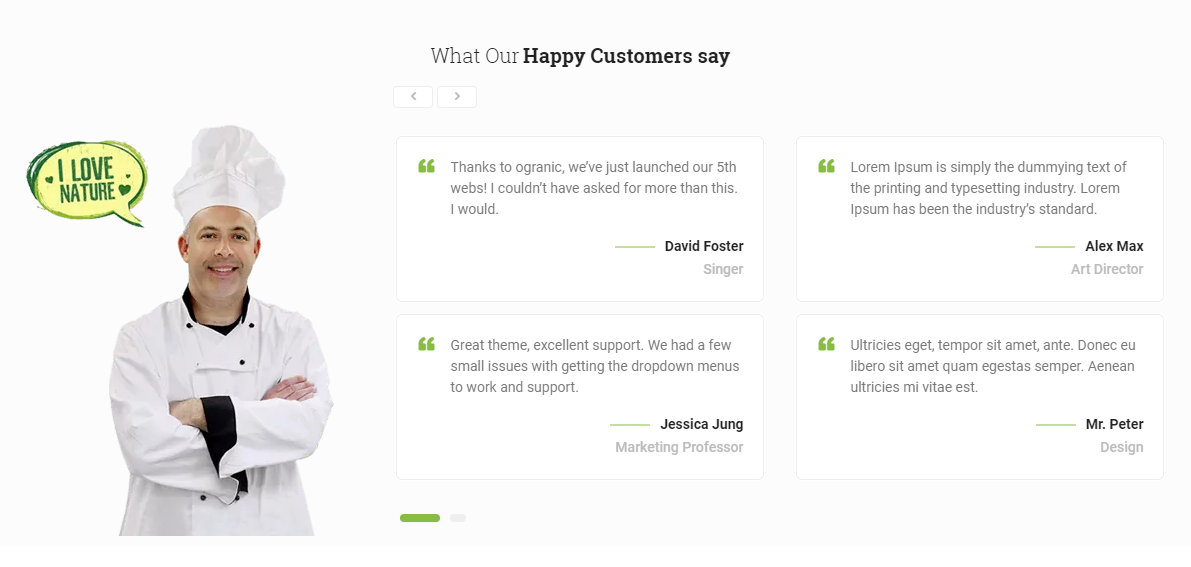 What Our Happy Customers say
I LOVE
NATURE
Thanks to ogranic, we’ve just launched our 5th
webs! I couldn’t have asked for more than this.
I would.
David Foster
Singer
Lorem Ipsum is simply the dummying text of
the printing and typesetting industry. Lorem
Ipsum has been the industry’s standard.
Alex Max
Art Director
Great theme, excellent support. We had a few
small issues with getting the dropdown menus
to work and support.
Jessica Jung
Marketing Professor
Ultricies eget, tempor sit amet, ante. Donec eu
libero sit amet quam egestas semper. Aenean
ultricies mi vitae est.
Mr. Peter
Design